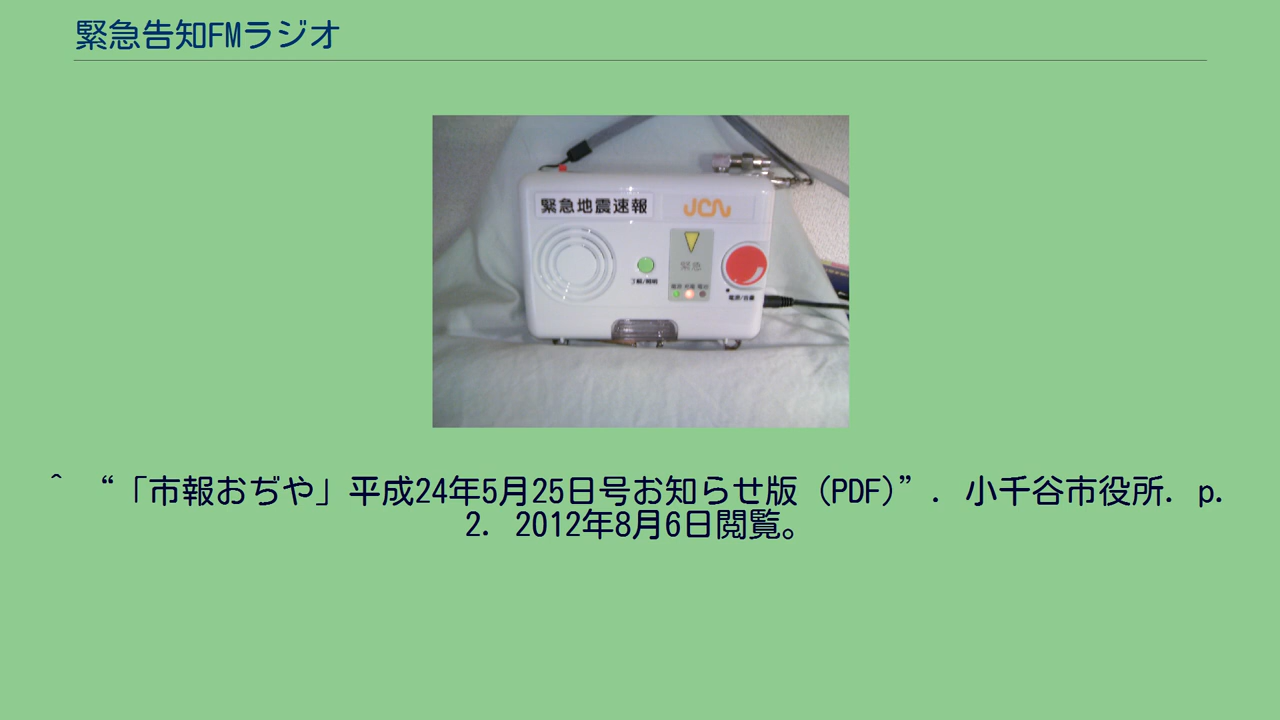 緊急告知FMラジオ
緊急地震速報
JCN
緊急
^ “「市報おぢや」平成24年5月25日号お知らせ版（PDF）”. 小千谷市役所. p.
2. 2012年8月6日閲覧。